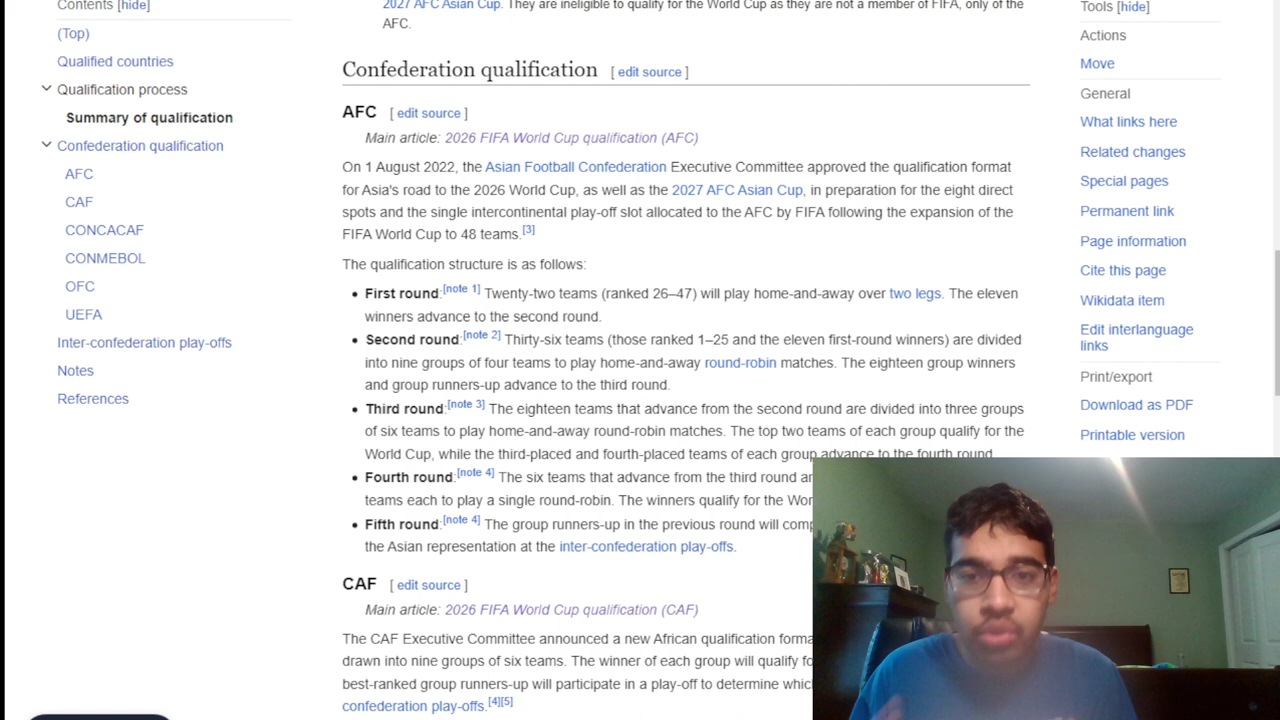 Contents [hide]
(Top)
Qualified countries
Qualification process
Summary of qualification
Confederation qualification
AFC
CAF
CONCACAF
CONMEBOL
OFC
UEFA
Inter-confederation play-offs
Notes
References
2027 AFC Asian Cup. They are ineligible to qualify for the World Cup as they are not a member of FIFA, only of the
AFC.
Confederation qualification [ edit source ]
AFC [ edit source ]
Main article: 2026 FIFA World Cup qualification (AFC)
On 1 August 2022, the Asian Football Confederation Executive Committee approved the qualification format
for Asia's road to the 2026 World Cup, as well as the 2027 AFC Asian Cup, in preparation for the eight direct
spots and the single intercontinental play-off slot allocated to the AFC by FIFA following the expansion of the
FIFA World Cup to 48 teams.[3]
The qualification structure is as follows:
• First round:[note 1] Twenty-two teams (ranked 26–47) will play home-and-away over two legs. The eleven
winners advance to the second round.
• Second round:[note 2] Thirty-six teams (those ranked 1–25 and the eleven first-round winners) are divided
into nine groups of four teams to play home-and-away round-robin matches. The eighteen group winners
and group runners-up advance to the third round.
• Third round:[note 3] The eighteen teams that advance from the second round are divided into three groups
of six teams to play home-and-away round-robin matches. The top two teams of each group qualify for the
World Cup, while the third-placed and fourth-placed teams of each group advance to the fourth round.
• Fourth round:[note 4] The six teams that advance from the third round
teams each to play a single round-robin. The winners qualify for the
• Fifth round:[note 4] The group runners-up in the previous round will
the Asian representation at the inter-confederation play-offs.
CAF [ edit source ]
Main article: 2026 FIFA World Cup qualification (CAF)
The CAF Executive Committee announced a new African qualification
drawn into nine groups of six teams. The winner of each group will qualify
best-ranked group runners-up will participate in a play-off to determine
confederation play-offs.[4][5]
Tools [hide]
Actions
Move
General
What links here
Related changes
Special pages
Permanent link
Page information
Cite this page
Wikidata item
Edit interlanguage
links
Print/export
Download as PDF
Printable version